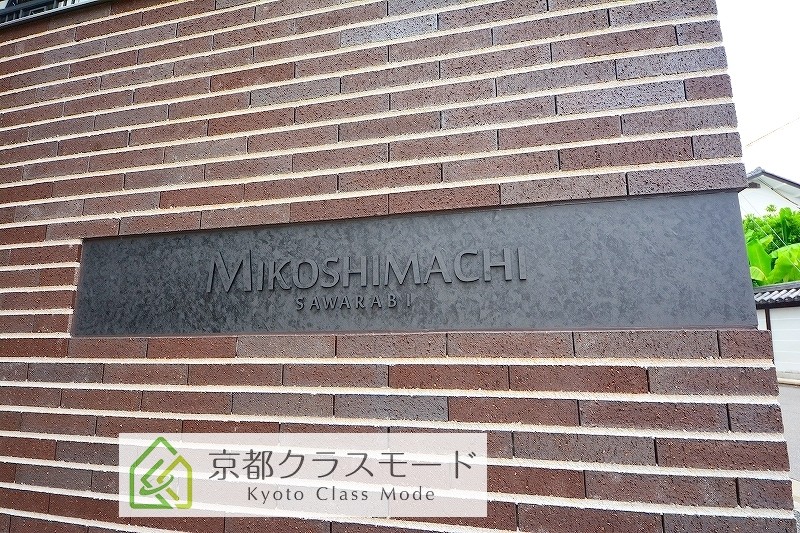 MIKOSHIMACHI
SAWARABI
京都クラスモード
Kyoto Class Mode